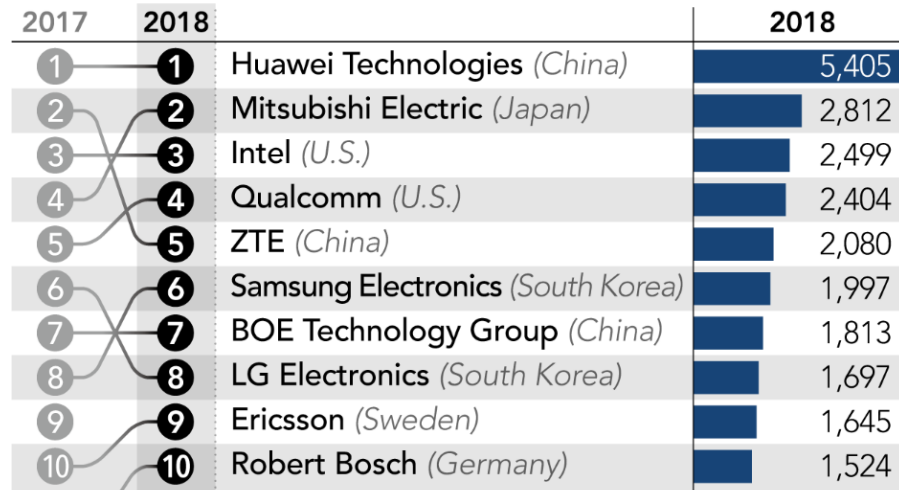 2017 2018 2018
1 1 Huawei Technologies (China) 5,405
2 2 Mitsubishi Electric (Japan) 2,812
3 3 Intel (U.S.) 2,499
4 4 Qualcomm (U.S.) 2,404
5 5 ZTE (China) 2,080
6 6 Samsung Electronics (South Korea) 1,997
7 7 BOE Technology Group (China) 1,813
8 8 LG Electronics (South Korea) 1,697
9 9 Ericsson (Sweden) 1,645
10 10 Robert Bosch (Germany) 1,524